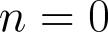 n = 0